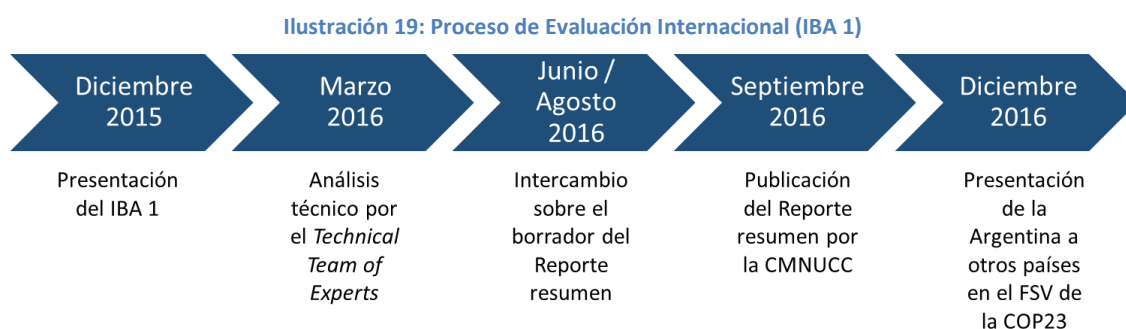 Ilustración 19: Proceso de Evaluación Internacional (IBA 1)
Diciembre
2015
Marzo
2016
Junio /
Agosto
2016
Septiembre
2016
Diciembre
2016
Presentación
del IBA 1
Análisis
técnico por
el Technical
Team of
Experts
Intercambio
sobre el
borrador del
Reporte
resumen
Publicación
del Reporte
resumen por
la CMNUCC
Presentación
de la
Argentina a
otros países
en el FSV de
la COP23